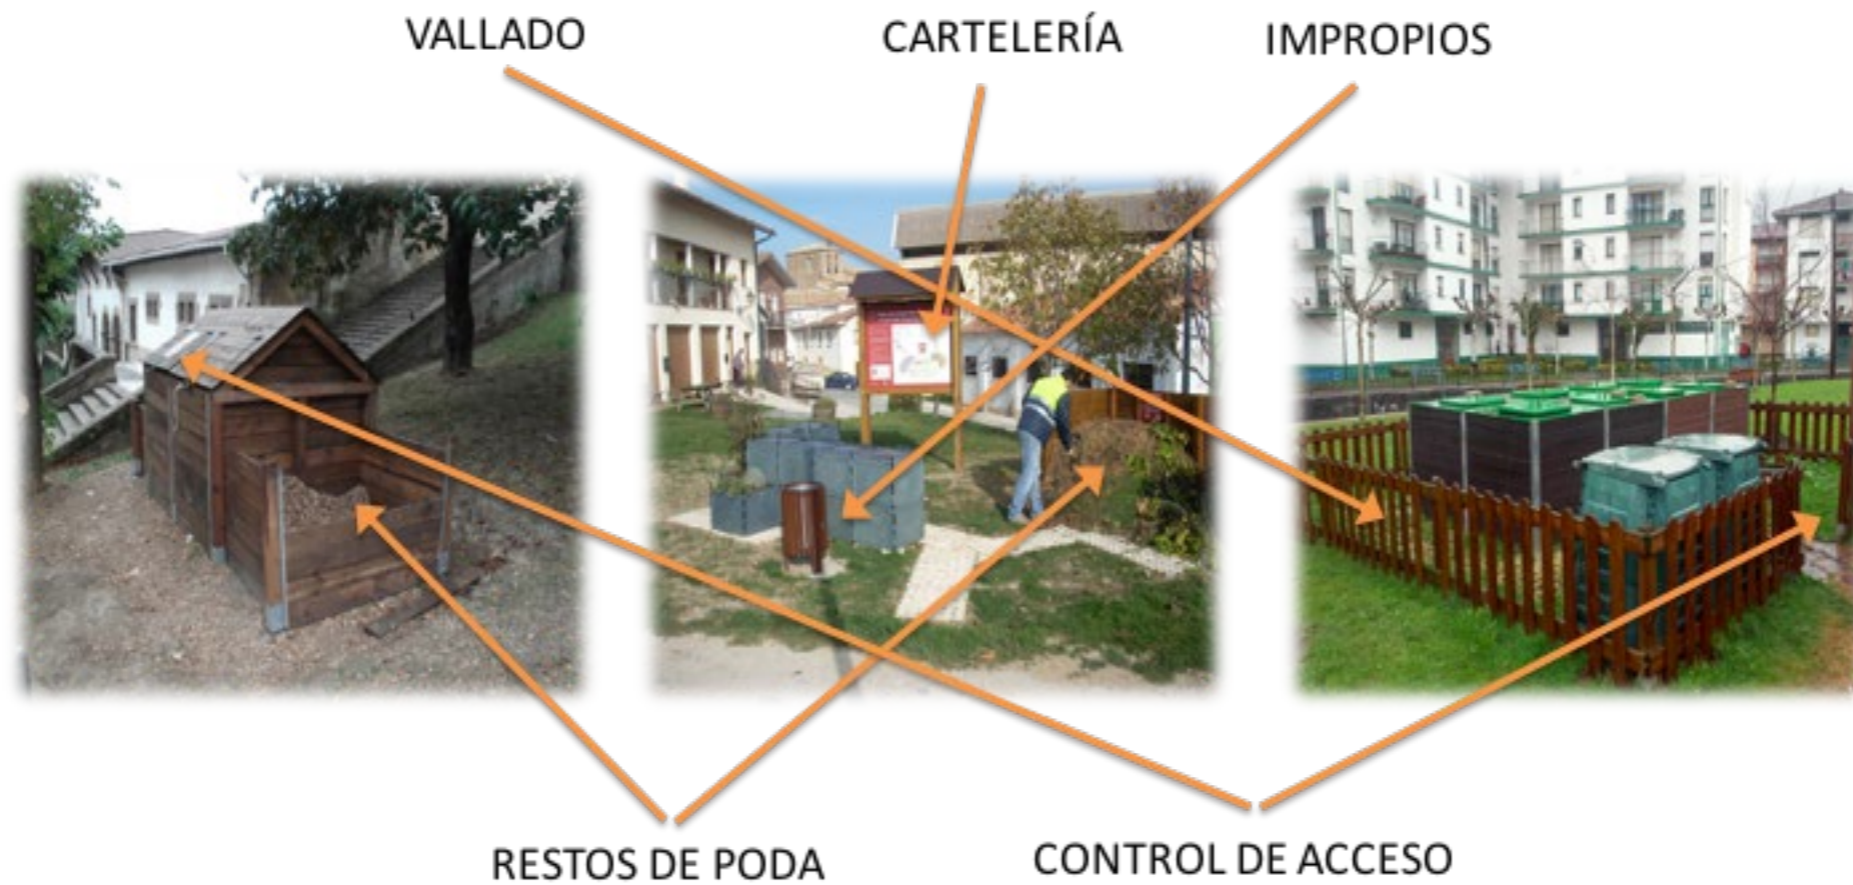 VALLADO
CARTELERÍA
IMPROPIOS
RESTOS DE PODA
CONTROL DE ACCESO